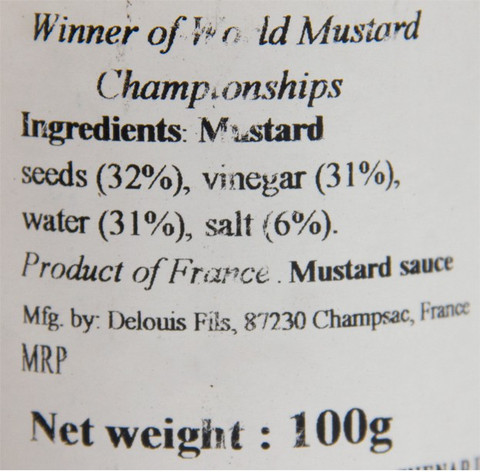 Winner of World Mustard
Championships
Ingredients: Mustard
seeds (32%), vinegar (31%),
water (31%), salt (6%).
Product of France. Mustard sauce
Mfg. by: Delouis Fils, 87230 Champsac, France
MRP
Net weight : 100g